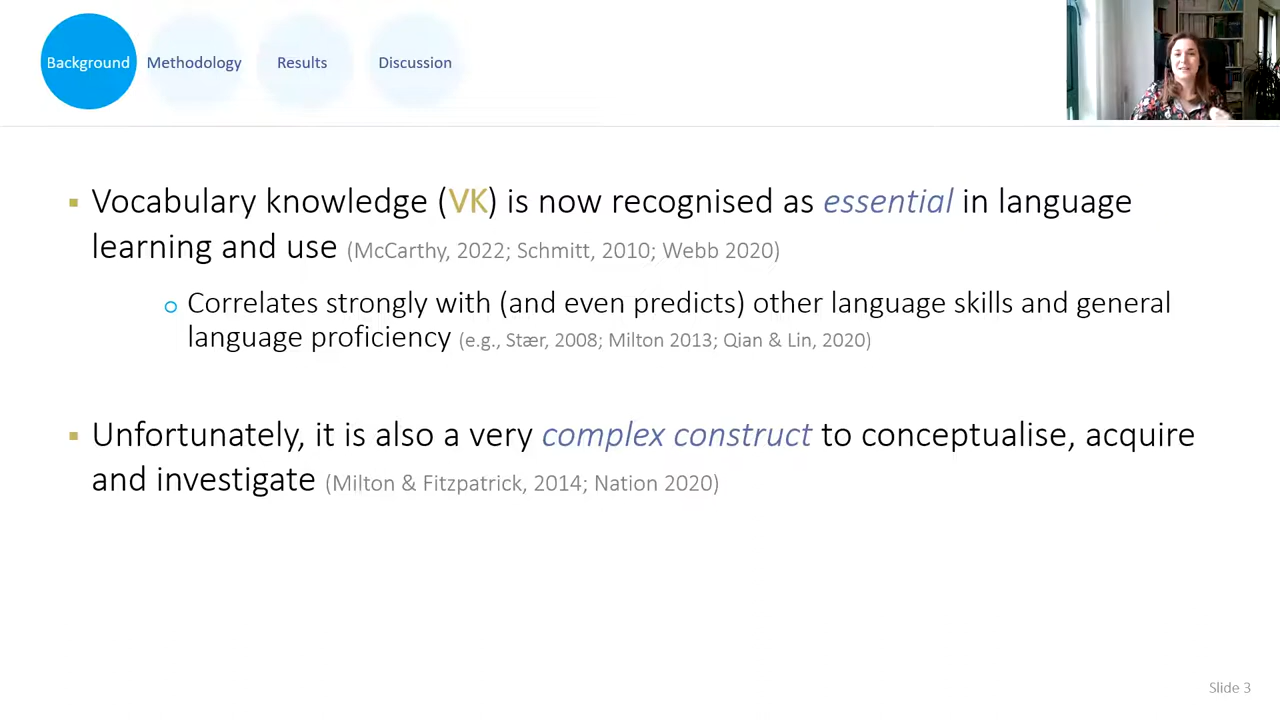 Background Methodology Results Discussion
Vocabulary knowledge (VK) is now recognised as essential in language
learning and use (McCarthy, 2022; Schmitt, 2010; Webb 2020)
Correlates strongly with (and even predicts) other language skills and general
language proficiency (e.g., Stær, 2008; Milton 2013; Qian & Lin, 2020)
Unfortunately, it is also a very complex construct to conceptualise, acquire
and investigate (Milton & Fitzpatrick, 2014; Nation 2020)
Slide 3